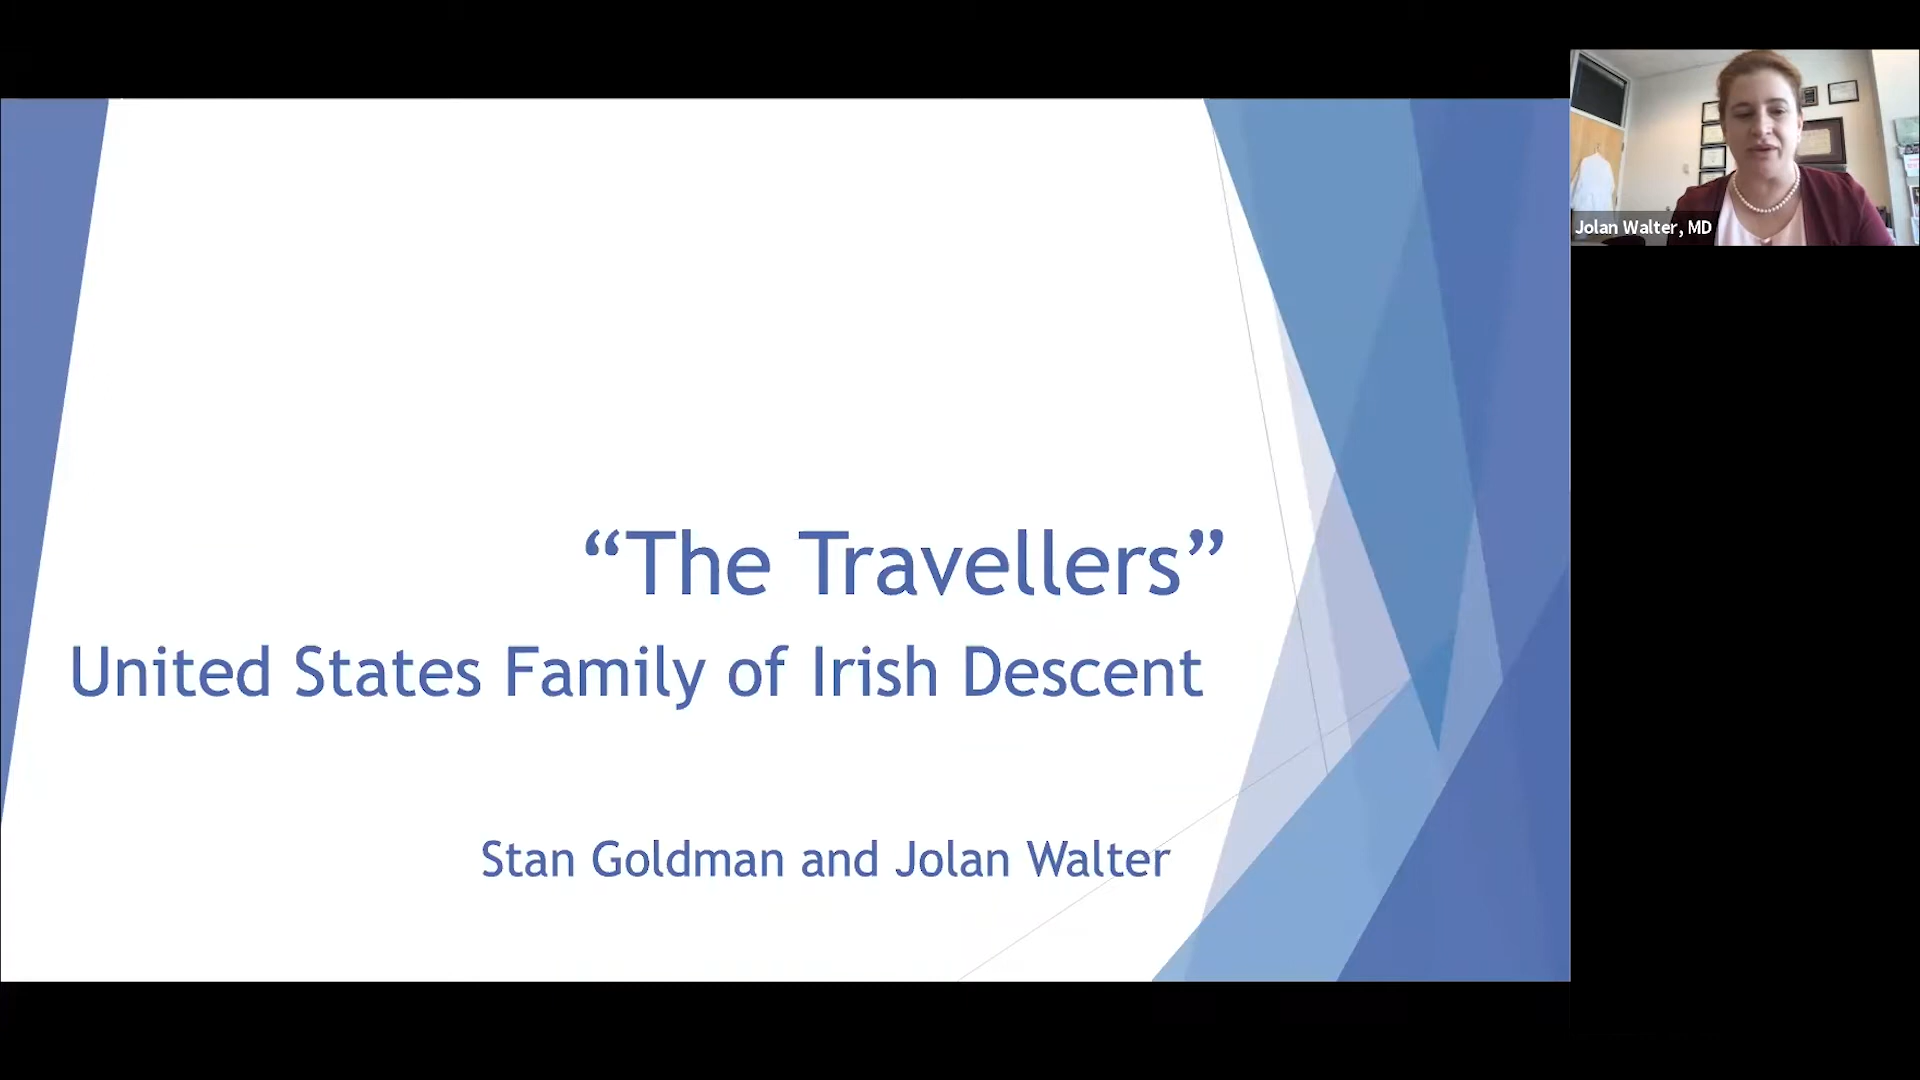 “The Travellers”
United States Family of Irish Descent
Stan Goldman and Jolan Walter
Jolan Walter, MD